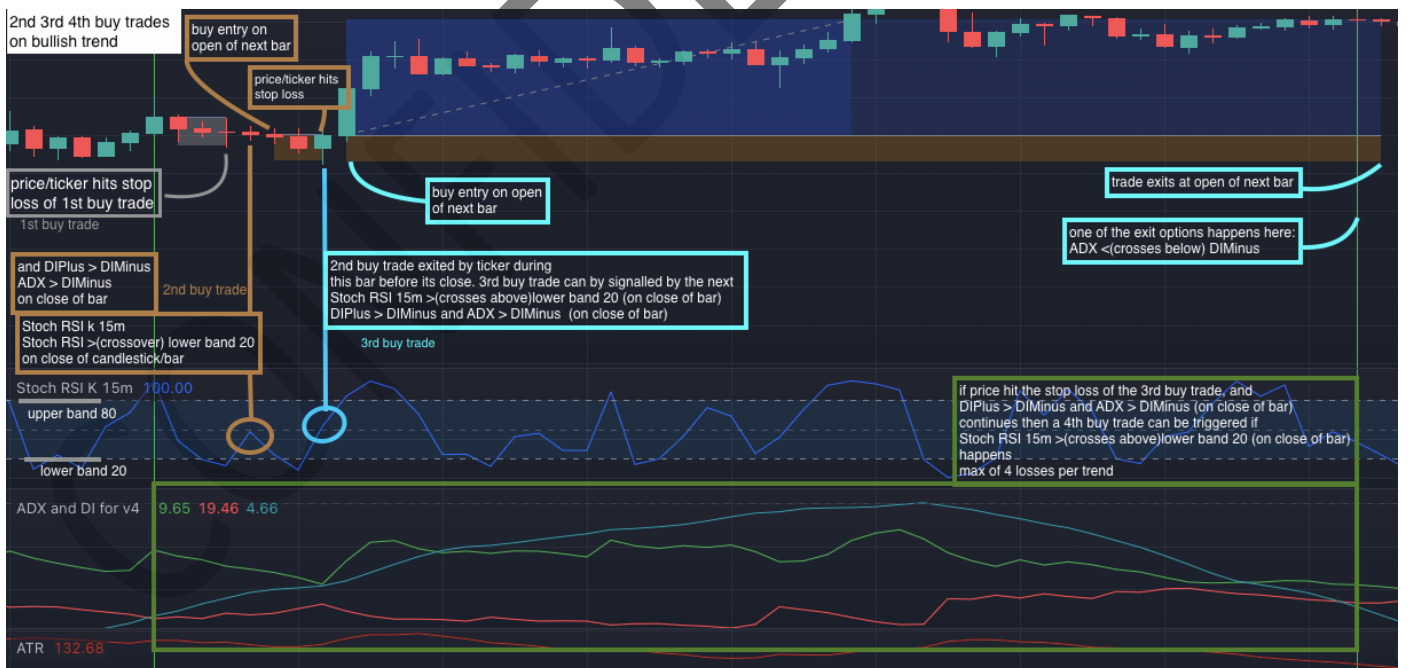 2nd 3rd 4th buy trades
on bullish trend
buy entry on
open of next bar
price/ticker hits
stop loss
price/ticker hits stop
loss of 1st buy trade
1st buy trade
buy entry on open
of next bar
trade exits at open of next bar
one of the exit options happens here:
ADX <(crosses below) DIMinus
and DIPlus > DIMinus
ADX > DIMinus
on close of bar
2nd buy trade
Stoch RSI k 15m
Stoch RSI >(crossover) lower band 20
on close of candlestick/bar
2nd buy trade exited by ticker during
this bar before its close. 3rd buy trade can by signalled by the next
Stoch RSI 15m >(crosses above)lower band 20 (on close of bar)
DIPlus > DIMinus and ADX > DIMinus (on close of bar)
3rd buy trade
Stoch RSI K 15m 100.00
upper band 80
lower band 20
if price hit the stop loss of the 3rd buy trade, and
DIPlus > DIMinus and ADX > DIMinus (on close of bar)
continues then a 4th buy trade can be triggered if
Stoch RSI 15m >(crosses above)lower band 20 (on close of bar)
happens
max of 4 losses per trend
ADX and DI for v4 9.65 19.46 4.66
ATR 132.68